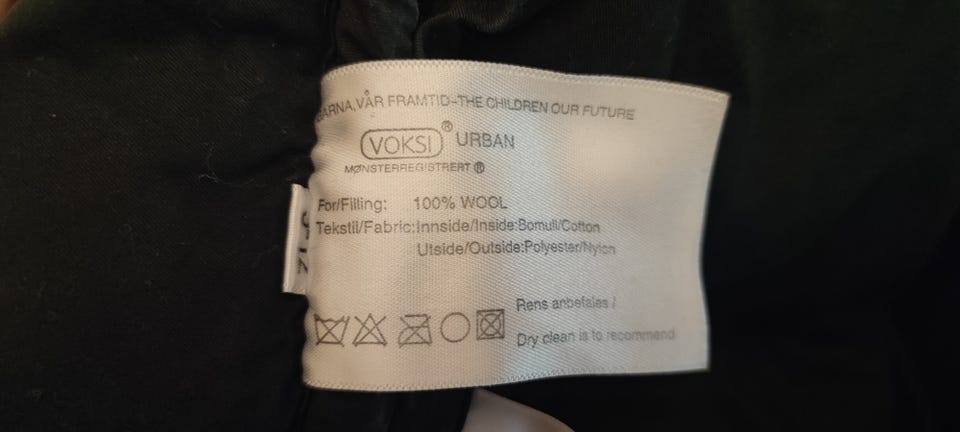 BARNA, VÅR FRAMTID-THE CHILDREN OUR FUTURE
VOKSI® URBAN
MØNSTERREGISTRERT ®
For/Filling: 100% WOOL
Tekstil/Fabric: Innside/Inside:Bomull/Cotton
Utside/Outside:Polyester/Nylon
Rens anbefales /
Dry clean is to recommend